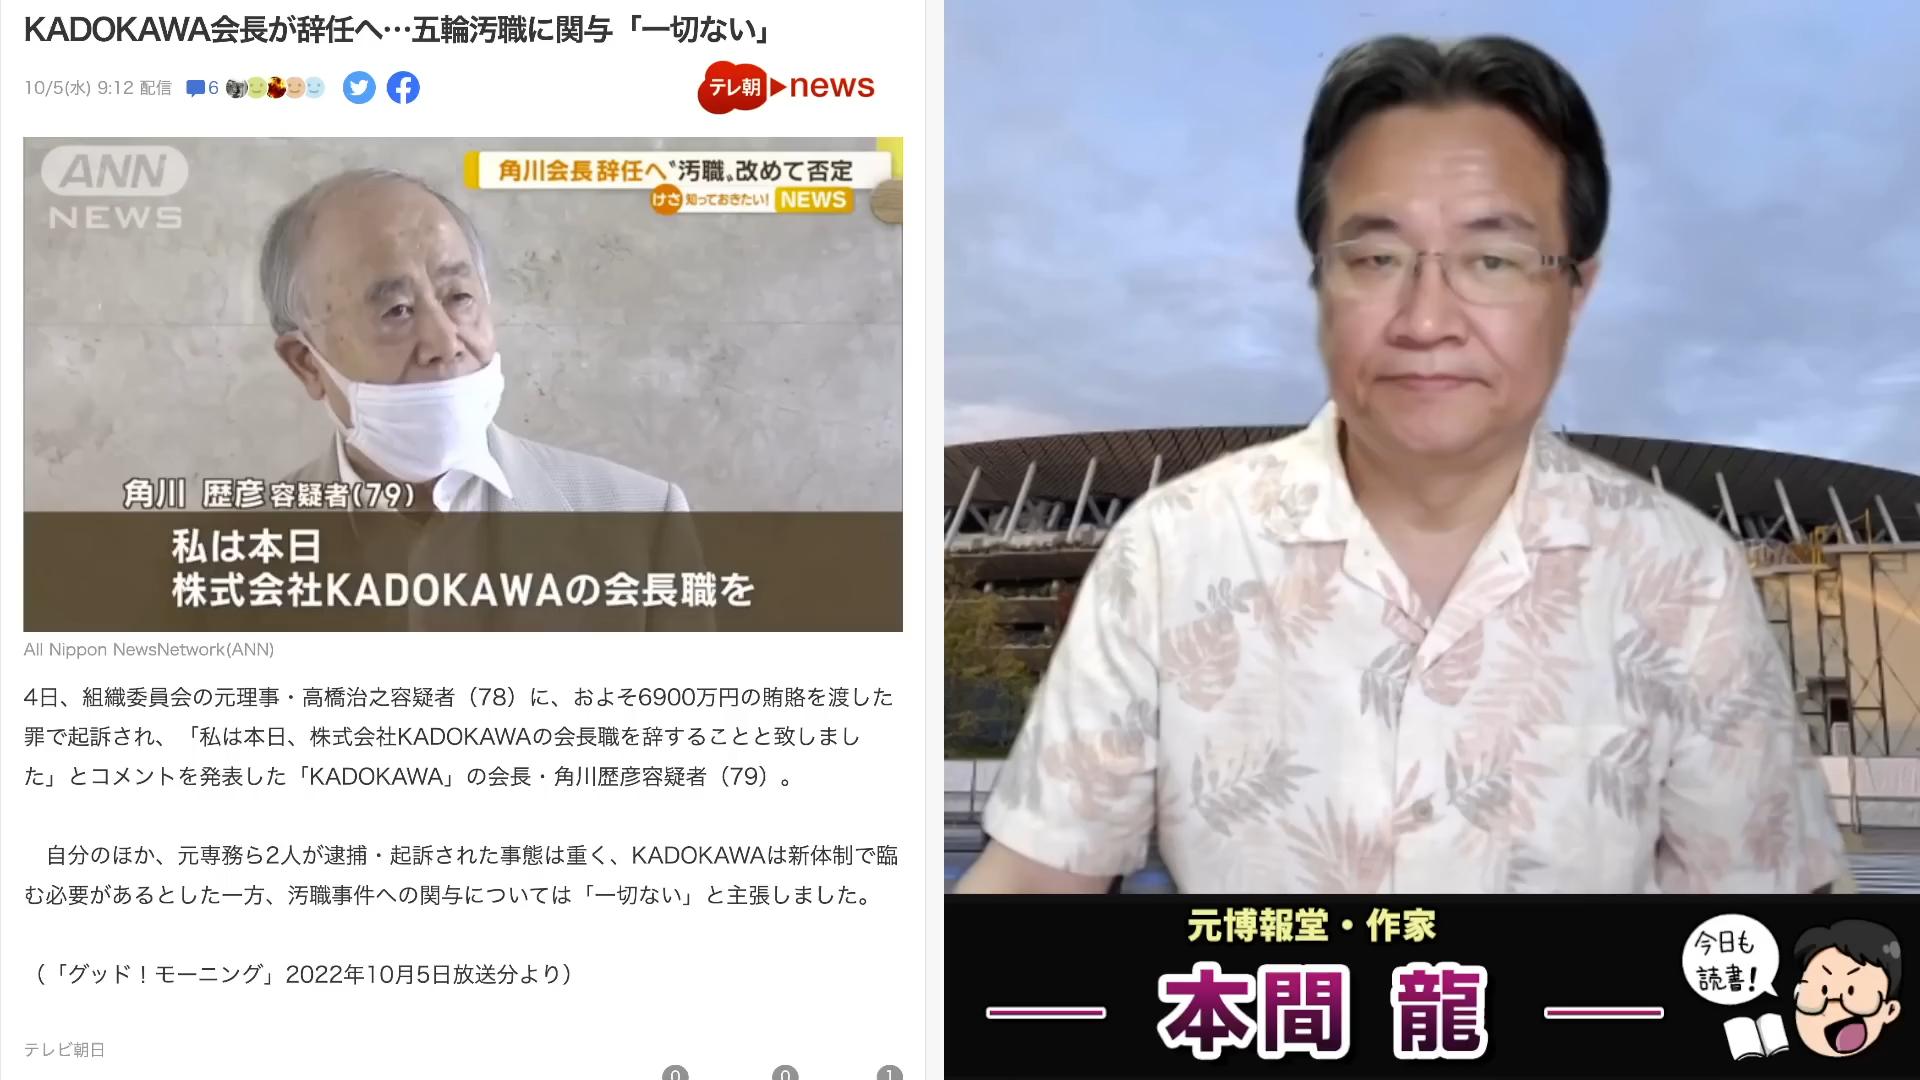 KADOKAWA会長が辞任へ…五輪汚職に関与「一切ない」
10/5(水) 9:12 配信 6
テレ朝 news
ANN
NEWS
角川会長 辞任へ〝汚職〟改めて否定
けさ 知っておきたい! NEWS
角川 歴彦容疑者(79)
私は本日
株式会社KADOKAWAの会長職を
All Nippon NewsNetwork(ANN)
4日、組織委員会の元理事・高橋治之容疑者（78）に、およそ6900万円の賄賂を渡した
罪で起訴され、「私は本日、株式会社KADOKAWAの会長職を辞することと致しまし
た」とコメントを発表した「KADOKAWA」の会長・角川歴彦容疑者（79）。
自分のほか、元専務ら2人が逮捕・起訴された事態は重く、KADOKAWAは新体制で臨
む必要があるとした一方、汚職事件への関与については「一切ない」と主張しました。
（「グッド！モーニング」2022年10月5日放送分より）
テレビ朝日
0 0 1
元博報堂・作家
本間 龍
今日も
読書!